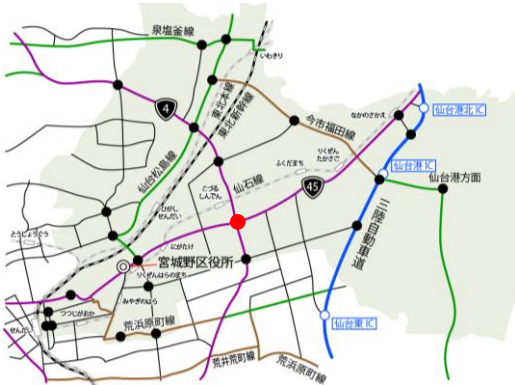 泉塩釜線
いわきり
4
東北本線
東北新幹線
今市福田線
なかのさかえ
仙台港北IC
仙台松島線
りくぜん
たかさご
ふくだまち
仙台港IC
仙台港方面
こづる
しんでん
仙石線
45
ひがし
せんだい
三陸自動車道
とうしょうぐう
にがたけ
宮城野区役所
りくぜんはらのまち
みやぎのはら
つつじがおか
せんだい
荒浜原町線
仙台東IC
荒井荒町線
荒浜原町線